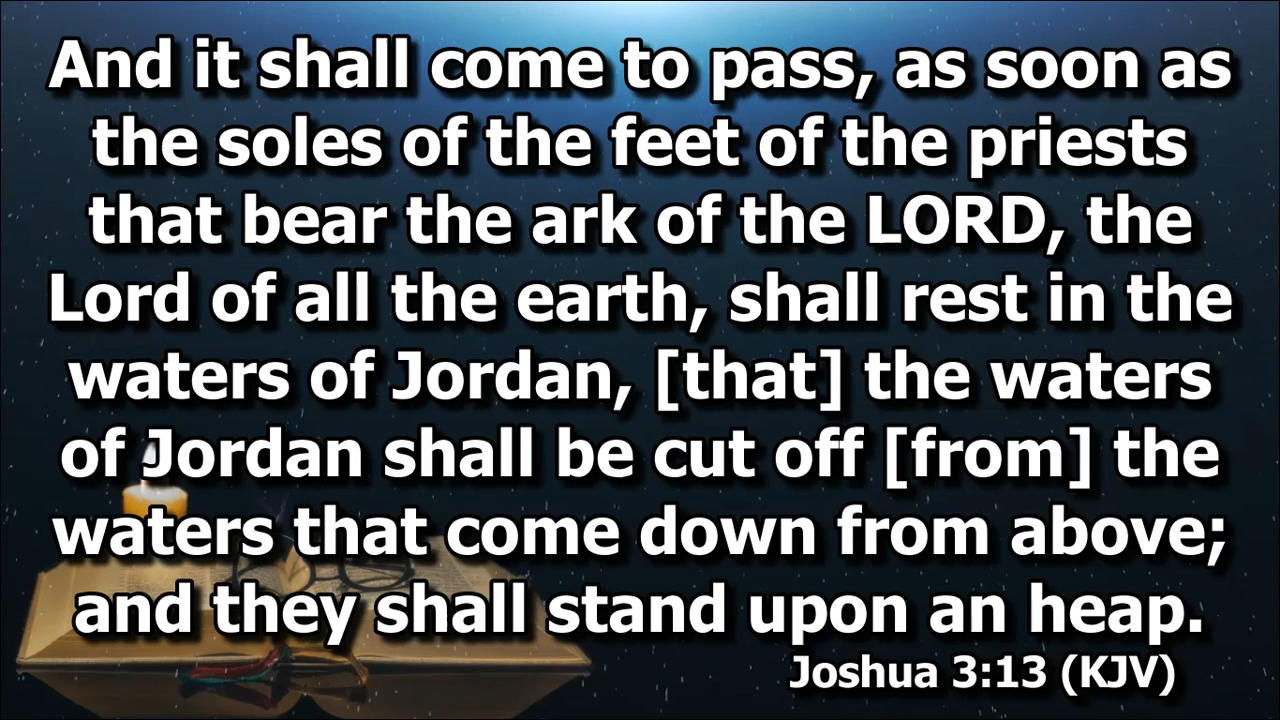 And it shall come to pass, as soon as
the soles of the feet of the priests
that bear the ark of the LORD, the
Lord of all the earth, shall rest in the
waters of Jordan, [that] the waters
of Jordan shall be cut off [from] the
waters that come down from above;
and they shall stand upon an heap.
Joshua 3:13 (KJV)